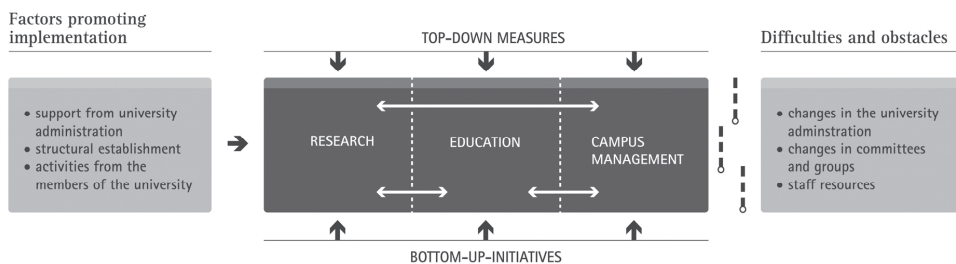 Factors promoting
implementation
• support from university
administration
• structural establishment
• activities from the
members of the university
TOP-DOWN MEASURES
RESEARCH
EDUCATION
CAMPUS
MANAGEMENT
BOTTOM-UP-INITIATIVES
Difficulties and obstacles
• changes in the university
adminstration
• changes in committees
and groups
• staff resources